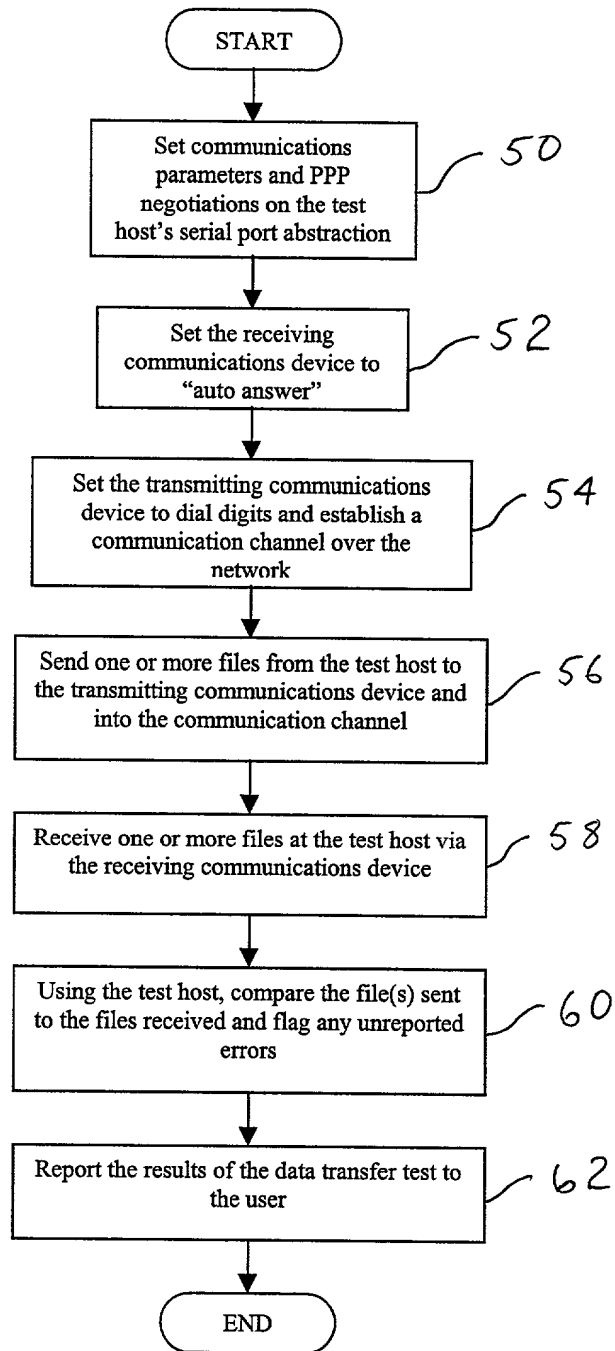 START
Set communications
parameters and PPP
negotiations on the test
host's serial port abstraction
50
Set the receiving
communications device to
“auto answer”
52
Set the transmitting communications
device to dial digits and establish a
communication channel over the
network
54
Send one or more files from the test host to
the transmitting communications device and
into the communication channel
56
Receive one or more files at the test host via
the receiving communications device
58
Using the test host, compare the file(s) sent
to the files received and flag any unreported
errors
60
Report the results of the data transfer test to
the user
62
END